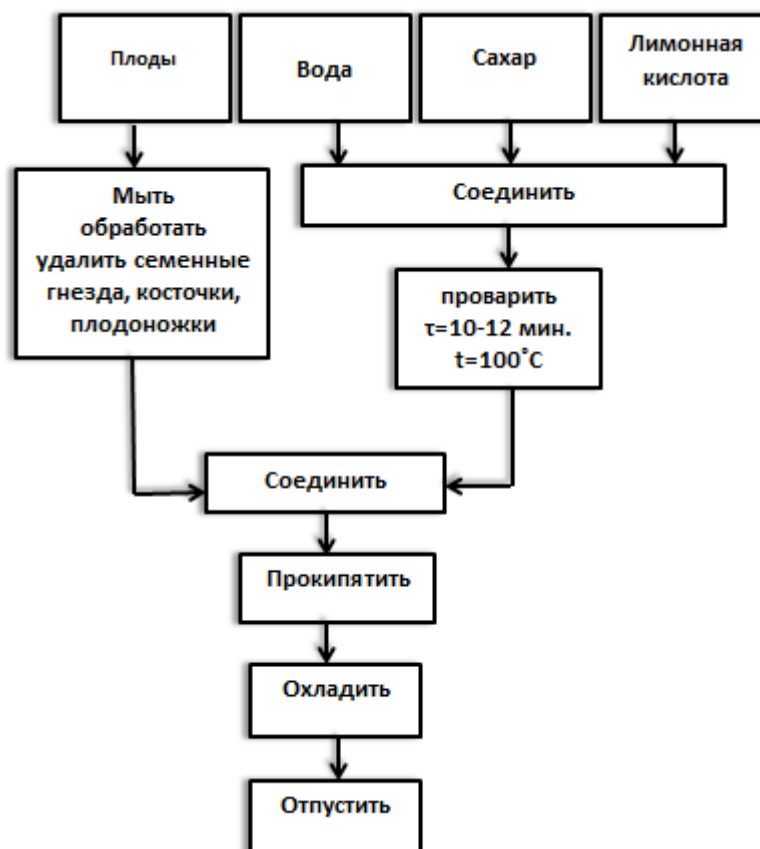 Плоды
Вода
Сахар
Лимонная
кислота
Мыть
обработать
удалить семенные
гнезда, косточки,
плодоножки
Соединить
проварить
τ=10-12 мин.
t=100˚C
Соединить
Прокипятить
Охладить
Отпустить